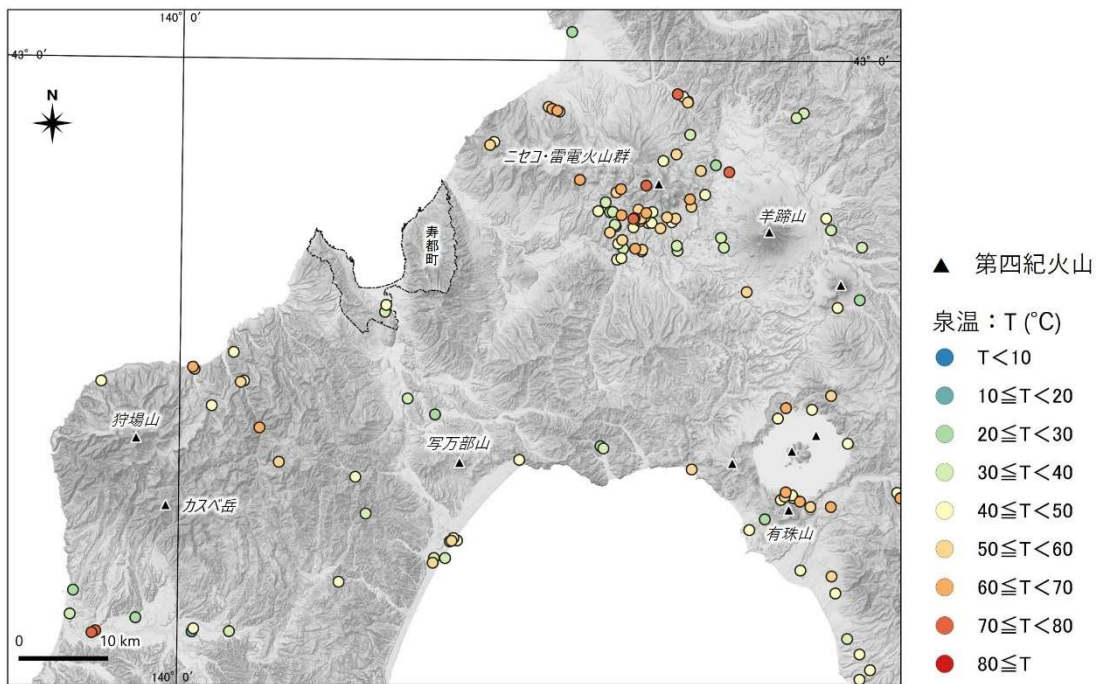 140° 0′
43° 0′
43° 0′
N
ニセコ・雷電火山群
羊蹄山
寿都町
狩場山
写万部山
カスベ岳
有珠山
0 10 km
140° 0′
第四紀火山
泉温：T (℃)
T＜10
10≦T＜20
20≦T＜30
30≦T＜40
40≦T＜50
50≦T＜60
60≦T＜70
70≦T＜80
80≦T